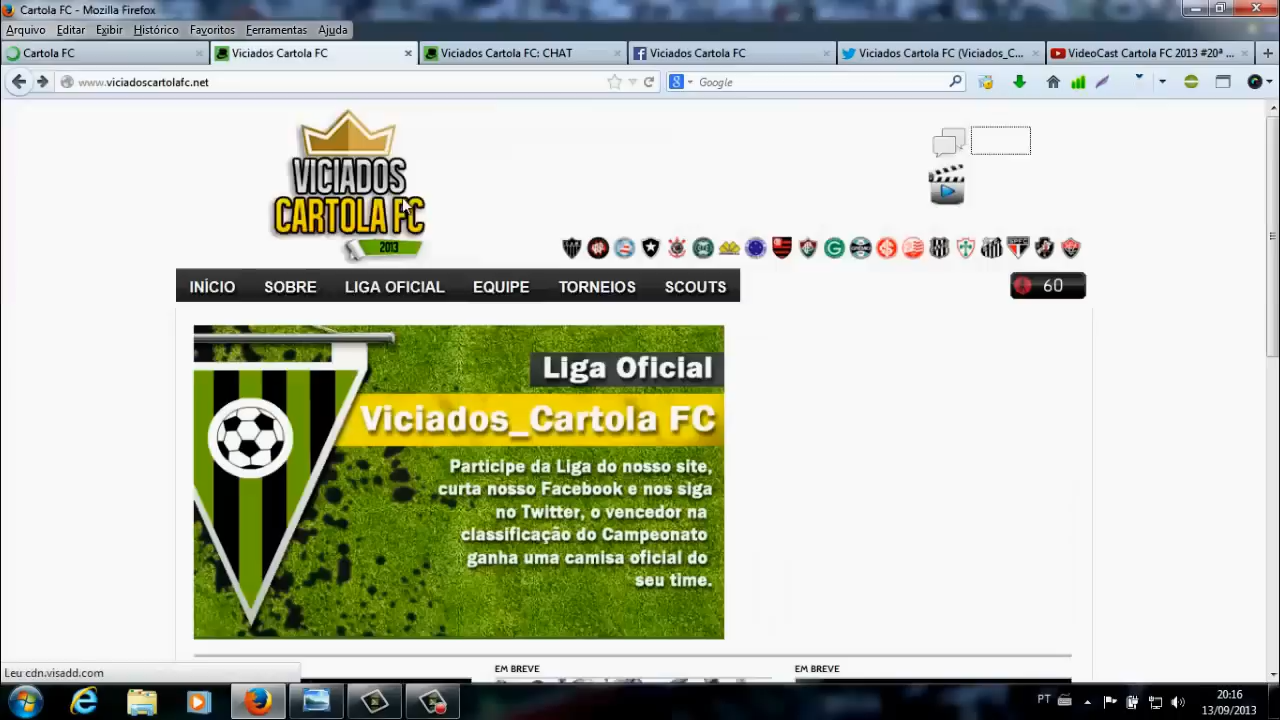 Cartola FC - Mozilla Firefox
Arquivo Editar Exibir Histórico Favoritos Ferramentas Ajuda
Cartola FC
Viciados Cartola FC
Viciados Cartola FC: CHAT
Viciados Cartola FC
Viciados Cartola FC (Viciados_C...
VideoCast Cartola FC 2013 #20ª ...
www.viciadoscartolafc.net
Google
VICIADOS
CARTOLA FC
2013
INÍCIO SOBRE LIGA OFICIAL EQUIPE TORNEIOS SCOUTS
60
Liga Oficial
Viciados_Cartola FC
Participe da Liga do nosso site,
curta nosso Facebook e nos siga
no Twitter, o vencedor na
classificação do Campeonato
ganha uma camisa oficial do
seu time.
EM BREVE
EM BREVE
Leu cdn.visadd.com
PT
20:16
13/09/2013